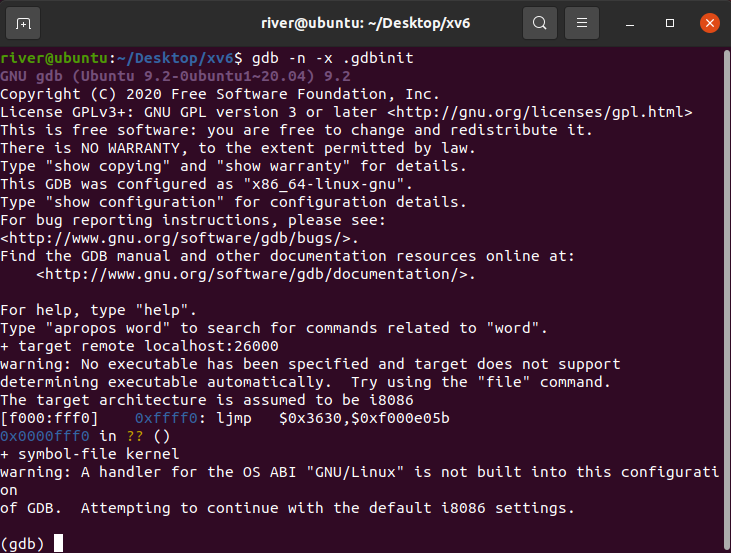 river@ubuntu: ~/Desktop/xv6
river@ubuntu:~/Desktop/xv6$ gdb -n -x .gdbinit
GNU gdb (Ubuntu 9.2-0ubuntu1~20.04) 9.2
Copyright (C) 2020 Free Software Foundation, Inc.
License GPLv3+: GNU GPL version 3 or later <http://gnu.org/licenses/gpl.html>
This is free software: you are free to change and redistribute it.
There is NO WARRANTY, to the extent permitted by law.
Type "show copying" and "show warranty" for details.
This GDB was configured as "x86_64-linux-gnu".
Type "show configuration" for configuration details.
For bug reporting instructions, please see:
<http://www.gnu.org/software/gdb/bugs/>.
Find the GDB manual and other documentation resources online at:
    <http://www.gnu.org/software/gdb/documentation/>.

For help, type "help".
Type "apropos word" to search for commands related to "word".
+ target remote localhost:26000
warning: No executable has been specified and target does not support
determining executable automatically.  Try using the "file" command.
The target architecture is assumed to be i8086
[f000:fff0]    0xffff0: ljmp   $0x3630,$0xf000e05b
0x0000fff0 in ?? ()
+ symbol-file kernel
warning: A handler for the OS ABI "GNU/Linux" is not built into this configurati
on
of GDB.  Attempting to continue with the default i8086 settings.

(gdb)